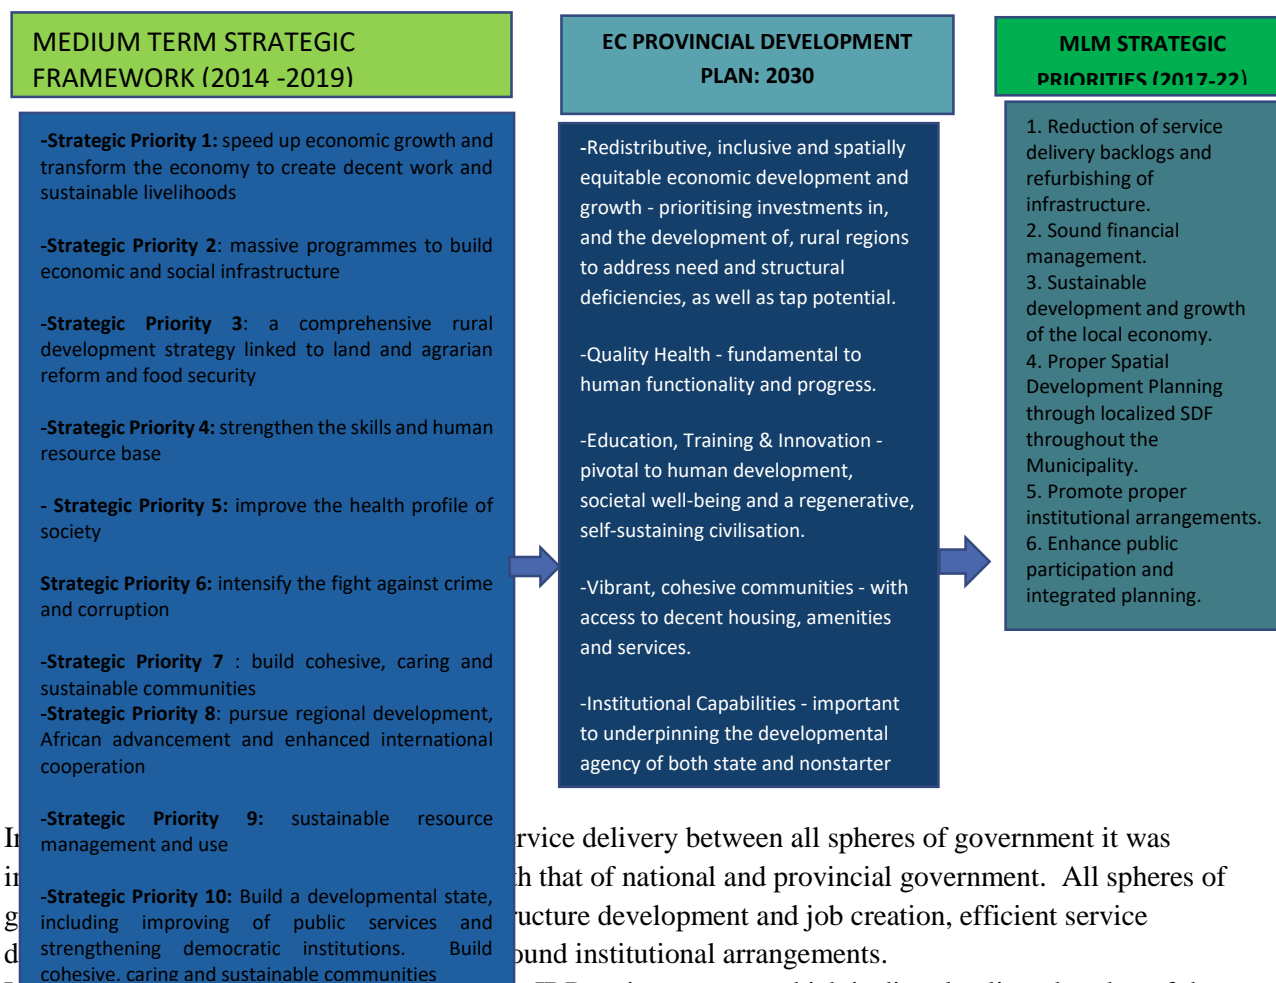 MEDIUM TERM STRATEGIC
FRAMEWORK (2014 -2019)
-Strategic Priority 1: speed up economic growth and
transform the economy to create decent work and
sustainable livelihoods
-Strategic Priority 2: massive programmes to build
economic and social infrastructure
-Strategic Priority 3: a comprehensive rural
development strategy linked to land and agrarian
reform and food security
-Strategic Priority 4: strengthen the skills and human
resource base
- Strategic Priority 5: improve the health profile of
society
Strategic Priority 6: intensify the fight against crime
and corruption
-Strategic Priority 7 : build cohesive, caring and
sustainable communities
-Strategic Priority 8: pursue regional development,
African advancement and enhanced international
cooperation
-Strategic Priority 9: sustainable resource
management and use
-Strategic Priority 10: Build a developmental state,
including improving of public services and
strengthening democratic institutions. Build
cohesive, caring and sustainable communities
EC PROVINCIAL DEVELOPMENT
PLAN: 2030
-Redistributive, inclusive and spatially
equitable economic development and
growth - prioritising investments in,
and the development of, rural regions
to address need and structural
deficiencies, as well as tap potential.
-Quality Health - fundamental to
human functionality and progress.
-Education, Training & Innovation -
pivotal to human development,
societal well-being and a regenerative,
self-sustaining civilisation.
-Vibrant, cohesive communities - with
access to decent housing, amenities
and services.
-Institutional Capabilities - important
to underpinning the developmental
agency of both state and nonstarter
MLM STRATEGIC
PRIORITIES (2017-22)
1. Reduction of service
delivery backlogs and
refurbishing of
infrastructure.
2. Sound financial
management.
3. Sustainable
development and growth
of the local economy.
4. Proper Spatial
Development Planning
through localized SDF
throughout the
Municipality.
5. Promote proper
institutional arrangements.
6. Enhance public
participation and
integrated planning.
delivery between all spheres of government it was
that of national and provincial government. All spheres of
development and job creation, efficient service
institutional arrangements.